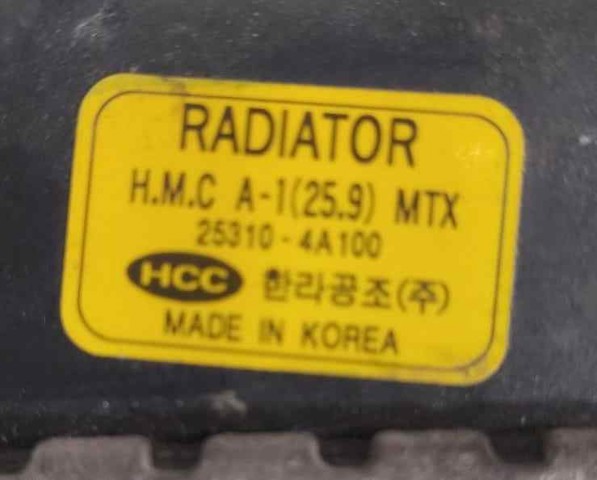 RADIATOR
H.M.C A-1(25.9) MTX
25310-4A100
HCC 한라공조(주)
MADE IN KOREA